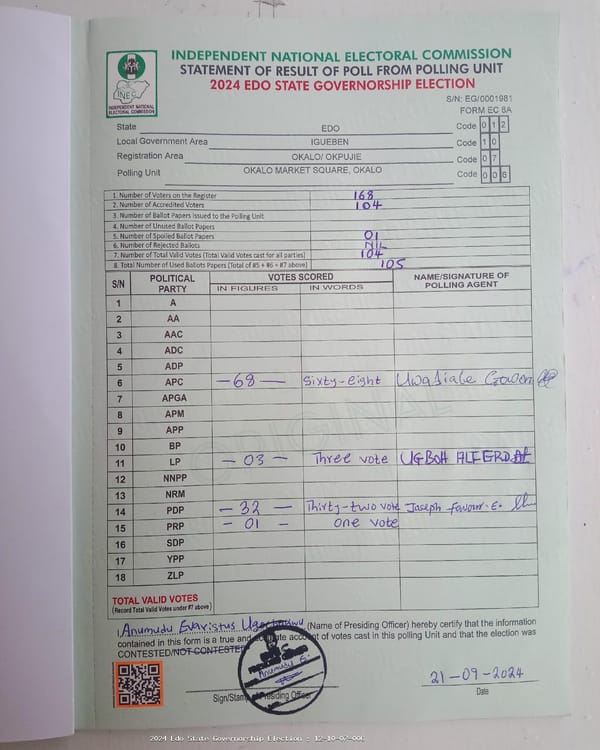 INDEPENDENT NATIONAL ELECTORAL COMMISSION
STATEMENT OF RESULT OF POLL FROM POLLING UNIT
2024 EDO STATE GOVERNORSHIP ELECTION
INEC
INDEPENDENT NATIONAL
ELECTORAL COMMISSION
S/N: EG/0001981
FORM EC 8A
State EDO Code 0 1 2
Local Government Area IGUEBEN Code 1 0
Registration Area OKALO/ OKPUJIE Code 0 7
Polling Unit OKALO MARKET SQUARE, OKALO Code 0 0 6
1. Number of Voters on the Register 168
2. Number of Accredited Voters 104
3. Number of Ballot Papers Issued to the Polling Unit
4. Number of Unused Ballot Papers
5. Number of Spoiled Ballot Papers 01
6. Number of Rejected Ballots NIL
7. Number of Total Valid Votes (Total Valid Votes cast for all parties) 104
8. Total Number of Used Ballots Papers (Total of #5 + #6 + #7 above) 105
S/N POLITICAL PARTY VOTES SCORED NAME/SIGNATURE OF POLLING AGENT
IN FIGURES IN WORDS
1 A
2 AA
3 AAC
4 ADC
5 ADP
6 APC -68- Sixty-eight
7 APGA
8 APM
9 APP
10 BP
11 LP -03- Three vote UGBOH ALFERD
12 NNPP
13 NRM
14 PDP -32- Thirty-two vote Joseph Favour. E.
15 PRP -01- one vote
16 SDP
17 YPP
18 ZLP
TOTAL VALID VOTES
(Record Total Valid Votes under #7 above)
I Anumudu Evaristus (Name of Presiding Officer) hereby certify that the information
contained in this form is a true and account of votes cast in this polling Unit and that the election was
CONTESTED/NOT CONTESTED
Anumudu E.
21-09-2024
Sign/Stamp of Presiding Officer Date
2024 Edo State Governorship Election - 12-10-07-006